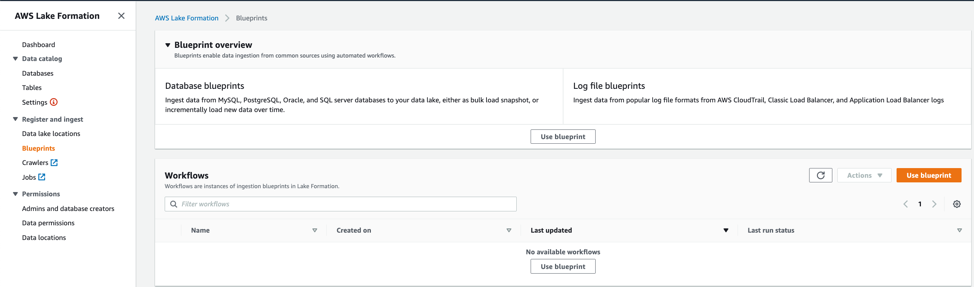 AWS Lake Formation
Dashboard
Data catalog
Databases
Tables
Settings
Register and ingest
Data lake locations
Blueprints
Crawlers
Jobs
Permissions
Admins and database creators
Data permissions
Data locations
AWS Lake Formation > Blueprints
Blueprint overview
Blueprints enable data ingestion from common sources using automated workflows.
Database blueprints
Ingest data from MySQL, PostgreSQL, Oracle, and SQL server databases to your data lake, either as bulk load snapshot, or
incrementally load new data over time.
Log file blueprints
Ingest data from popular log file formats from AWS CloudTrail, Classic Load Balancer, and Application Load Balancer logs
Use blueprint
Workflows
Workflows are instances of ingestion blueprints in Lake Formation.
Actions
Use blueprint
Filter workflows
1
Name Created on Last updated Last run status
No available workflows
Use blueprint